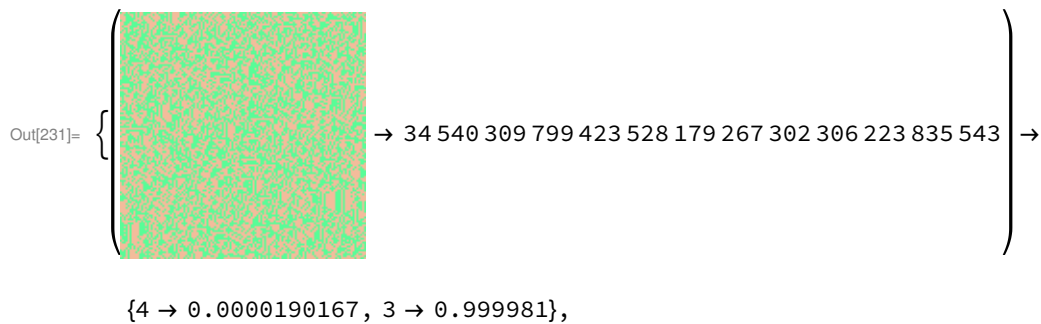 Out[231]= { ( → 34 540 309 799 423 528 179 267 302 306 223 835 543 ) →
{4 → 0.0000190167, 3 → 0.999981},